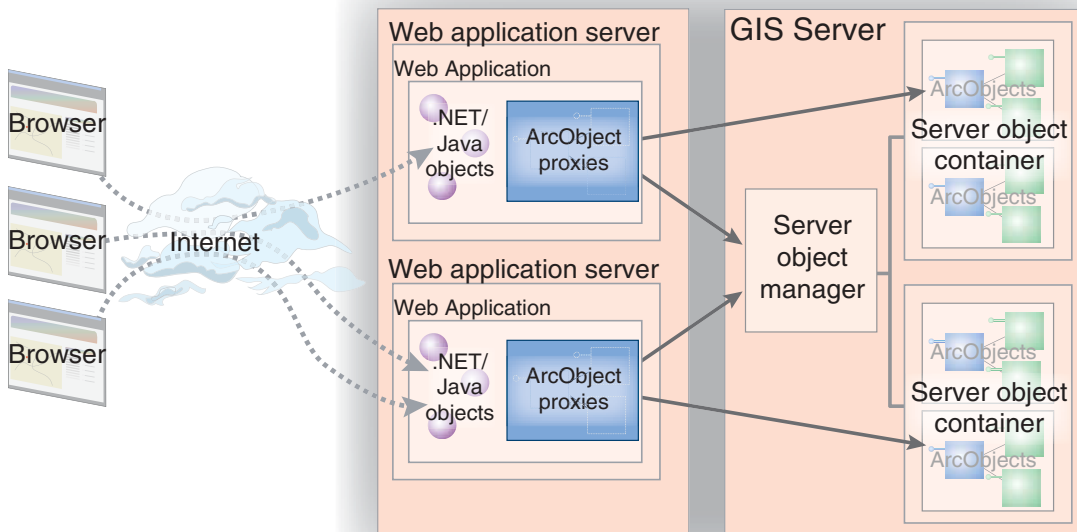 Browser
Browser
Browser
Internet
Web application server
Web Application
.NET/
Java
objects
ArcObject
proxies
Web application server
Web Application
.NET/
Java
objects
ArcObject
proxies
GIS Server
Server
object
manager
ArcObjects
Server object
container
ArcObjects
ArcObjects
Server object
container
ArcObjects